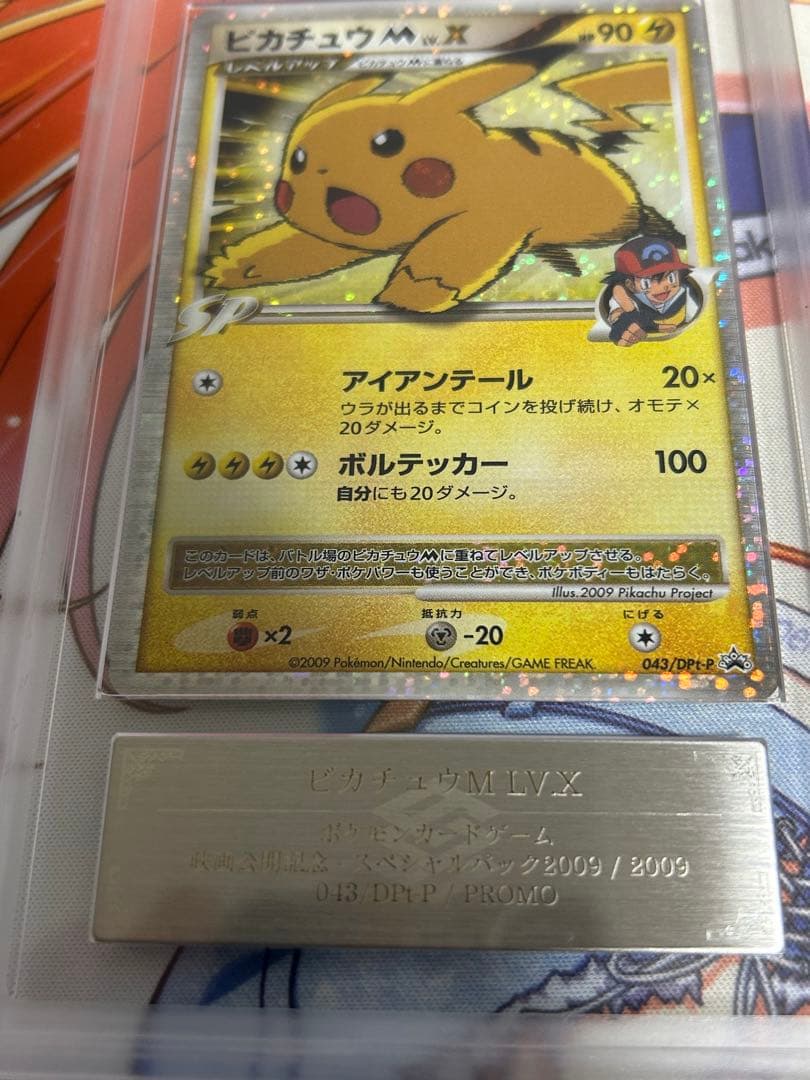 ピカチュウM LV.X HP90
レベルアップ ピカチュウMに重ねる
SP
アイアンテール 20×
ウラが出るまでコインを投げ続け、オモテ×
20ダメージ。
ボルテッカー 100
自分にも20ダメージ。
このカードは、バトル場のピカチュウMに重ねてレベルアップさせる。
レベルアップ前のワザ・ポケパワーも使うことができ、ポケボディーもはたらく。
Illus.2009 Pikachu Project
弱点 抵抗力 にげる
×2 -20
©2009 Pokémon/Nintendo/Creatures/GAME FREAK. 043/DPt-P
ピカチュウM LV.X
ポケモンカードゲーム
映画公開記念・スペシャルパック2009 / 2009
043/DPt-P / PROMO